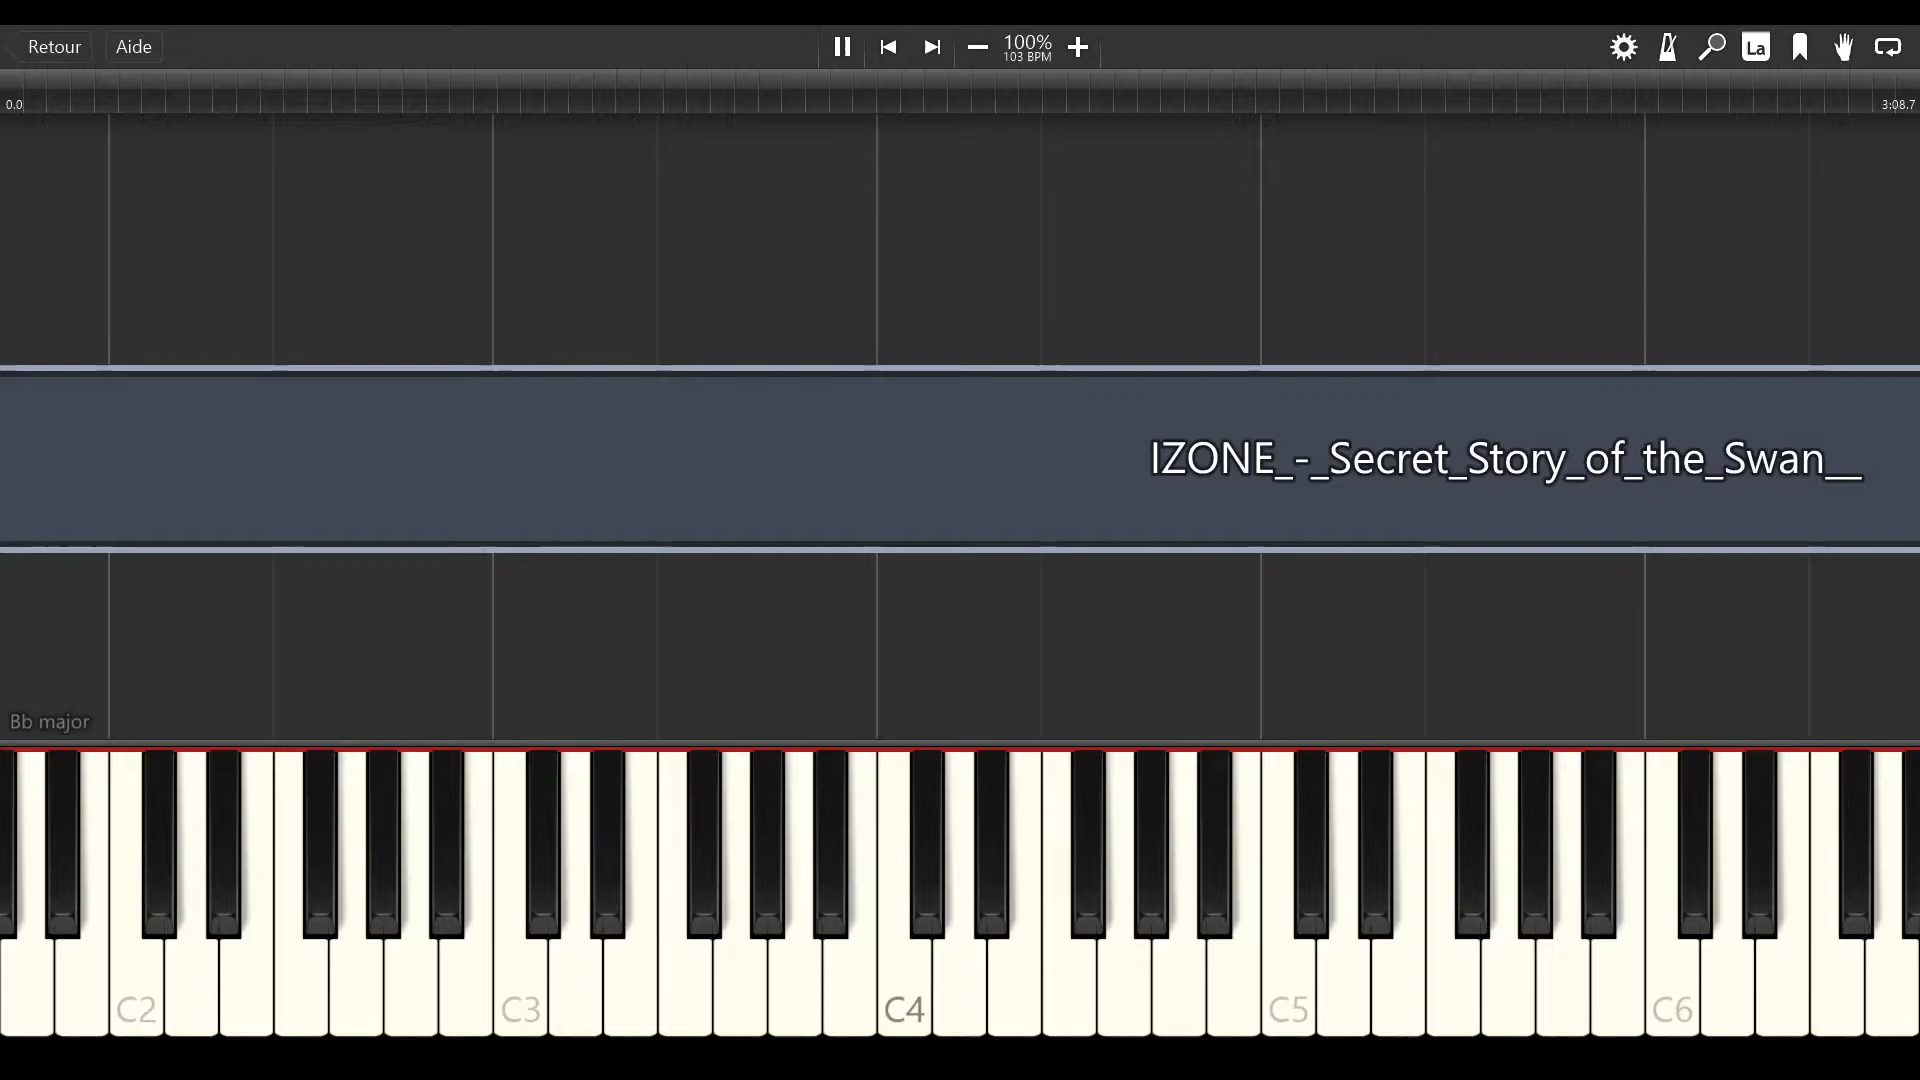 Retour Aide 100% La
103 BPM
0.0 3:08.7
IZONE_-_Secret_Story_of_the_Swan__
Bb major
C2 C3 C4 C5 C6